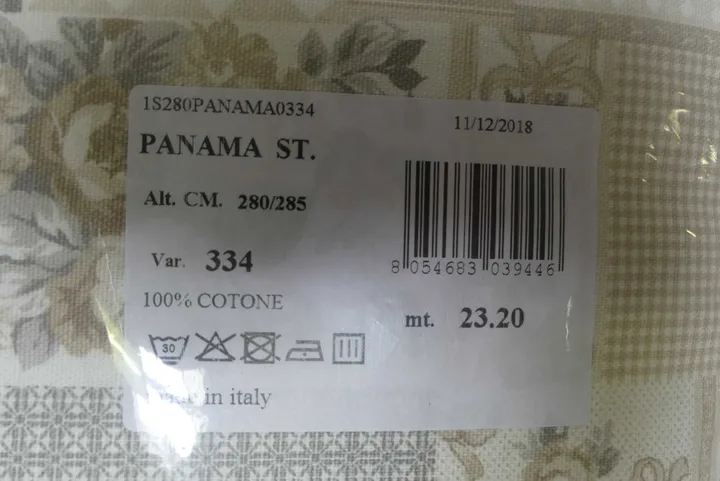 1S280PANAMA0334
11/12/2018
PANAMA ST.
Alt. CM. 280/285
Var. 334
8 054683 039446
100% COTONE
mt. 23.20
30
in italy